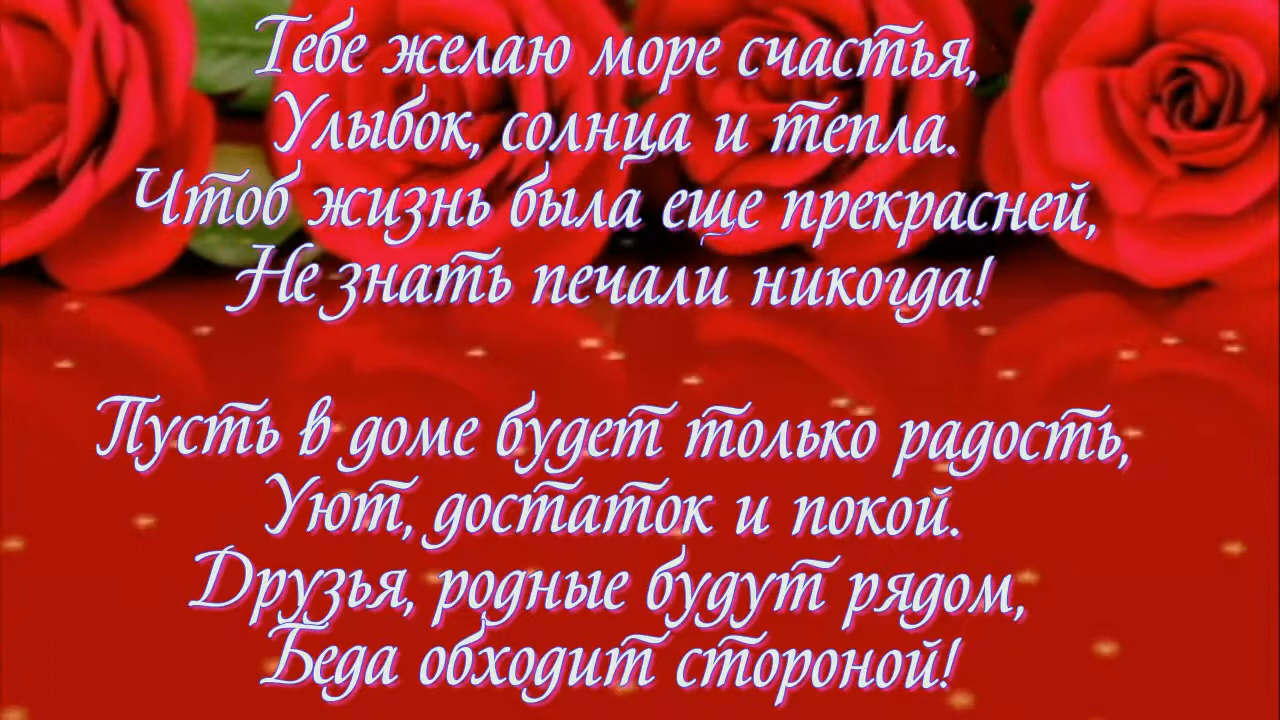 Тебе желаю море счастья,
Улыбок, солнца и тепла.
Чтоб жизнь была еще прекрасней,
Не знать печали никогда!
Пусть в доме будет только радость,
Уют, достаток и покой.
Друзья, родные будут рядом,
Беда обходит стороной!